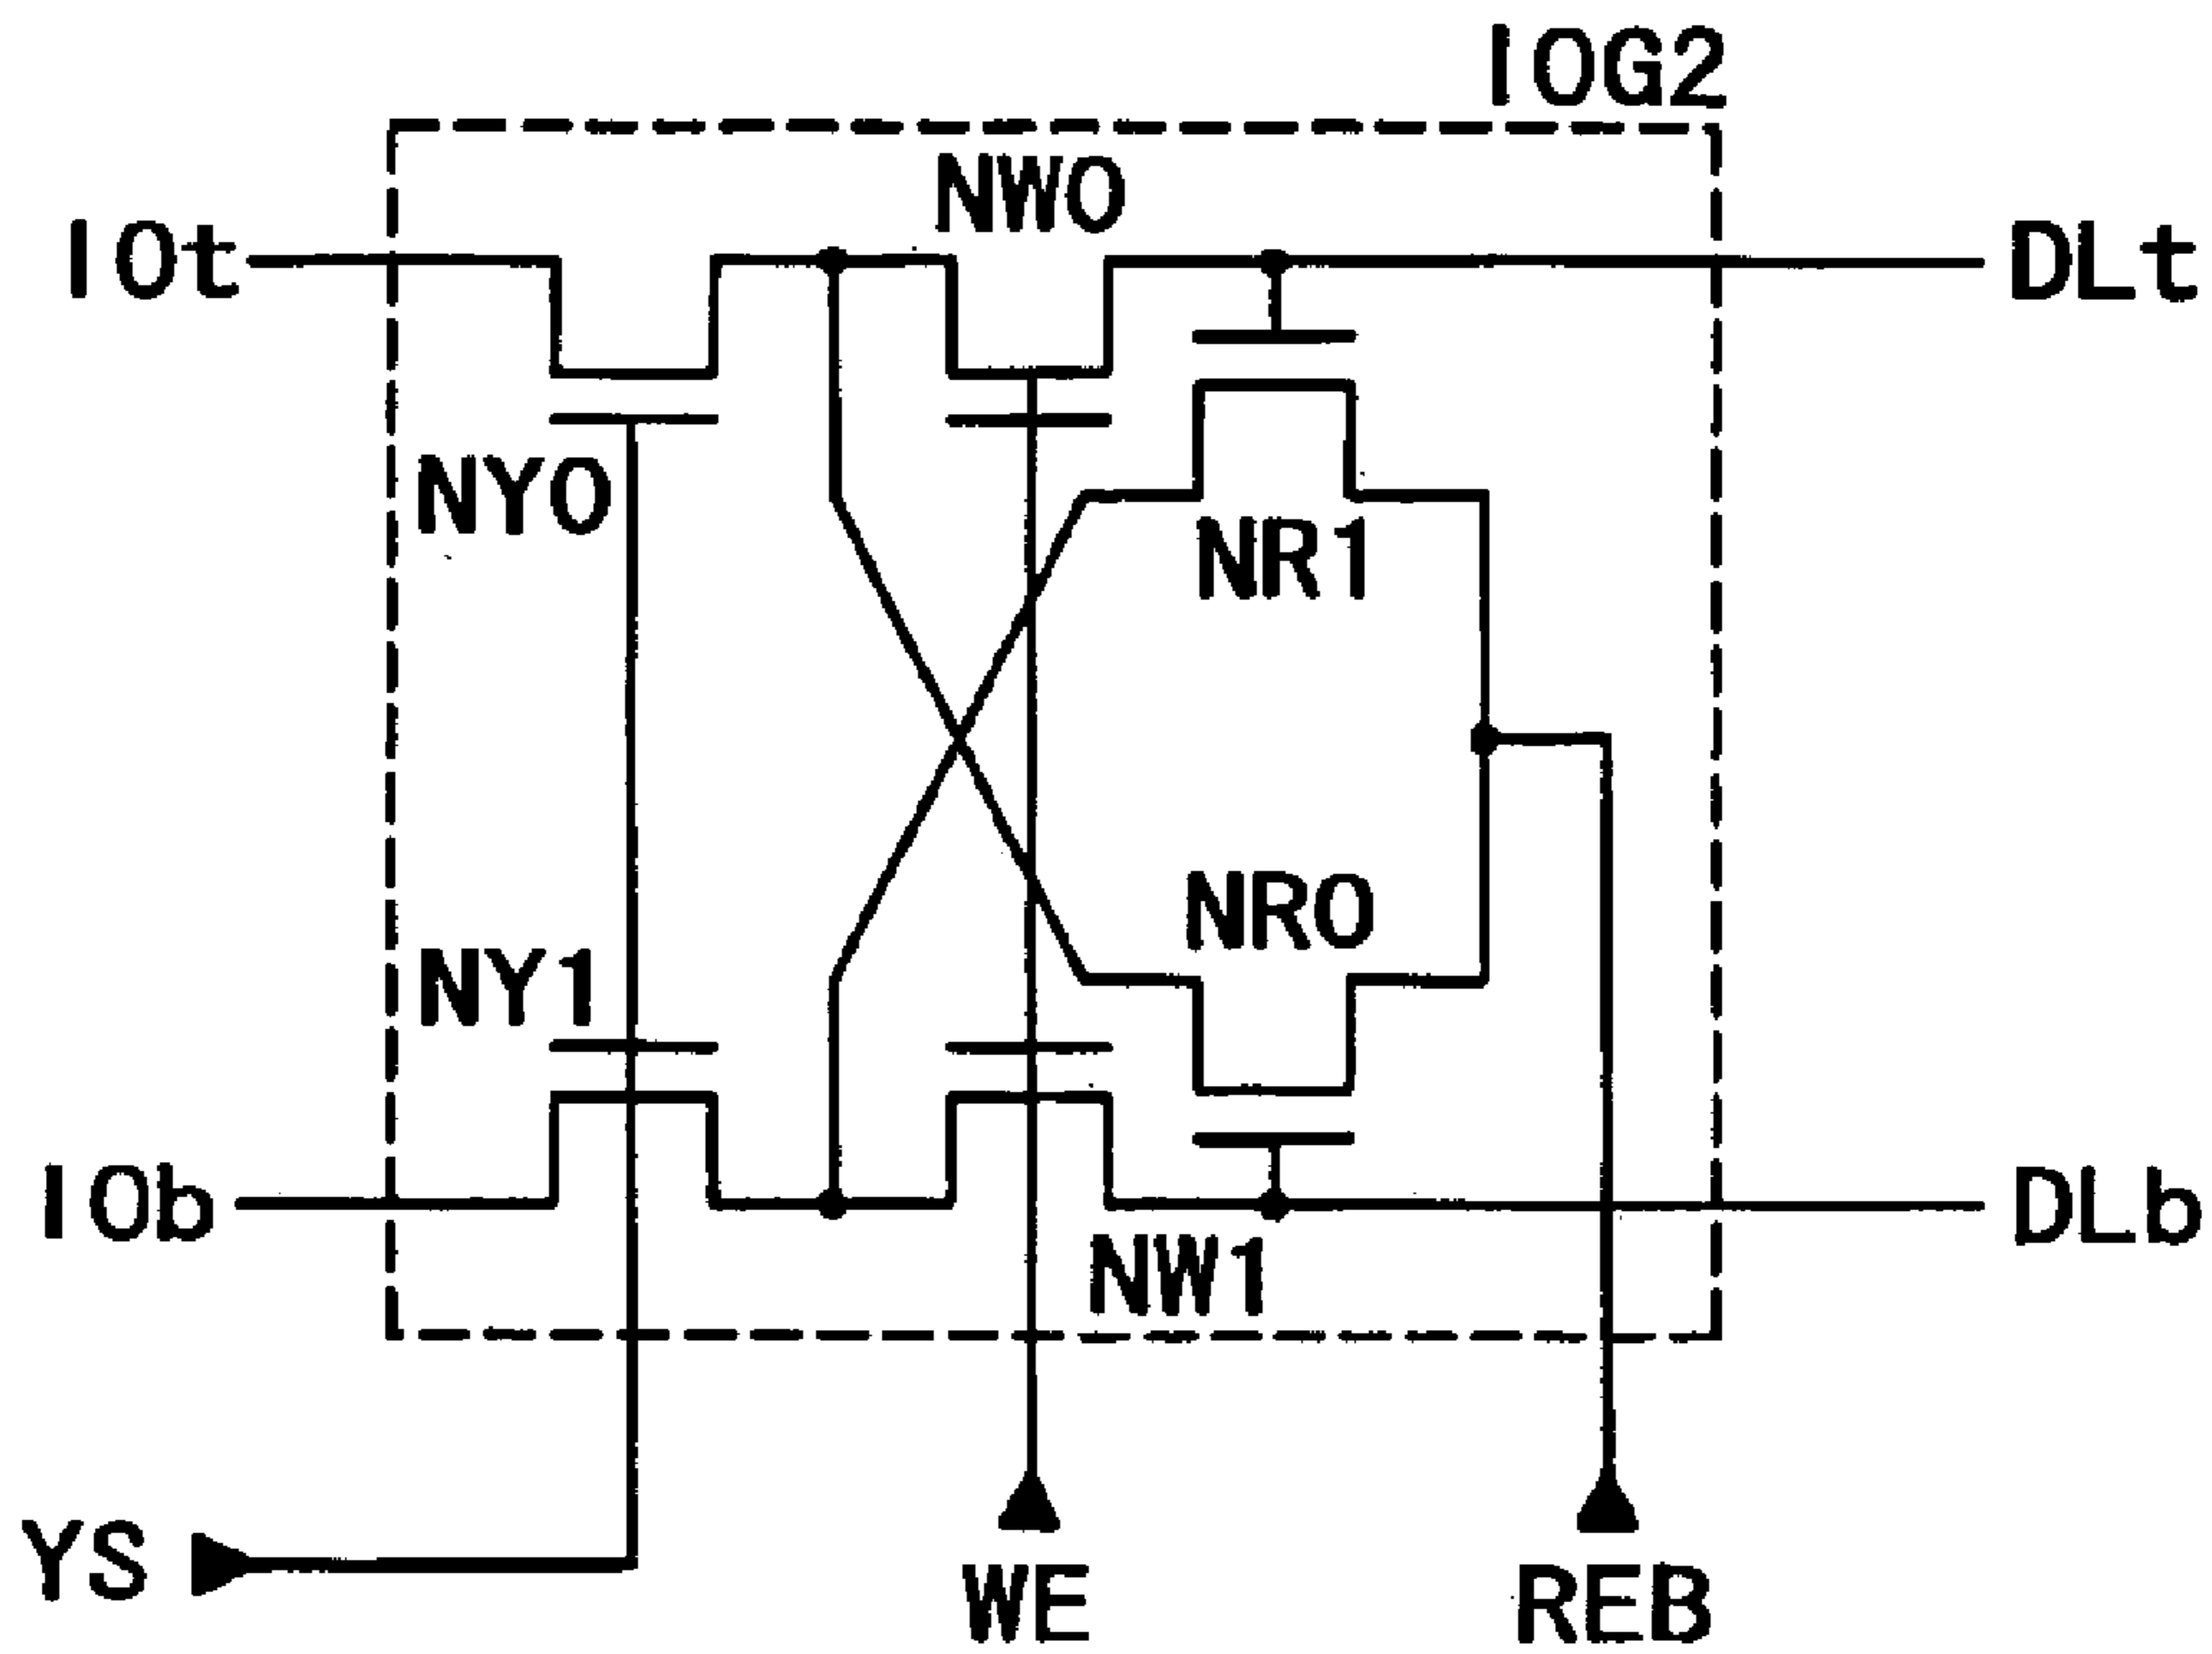 IOG2
NW0
IOt
DLt
NY0
NR1
NR0
NY1
IOb
DLb
NW1
YS
WE
REB